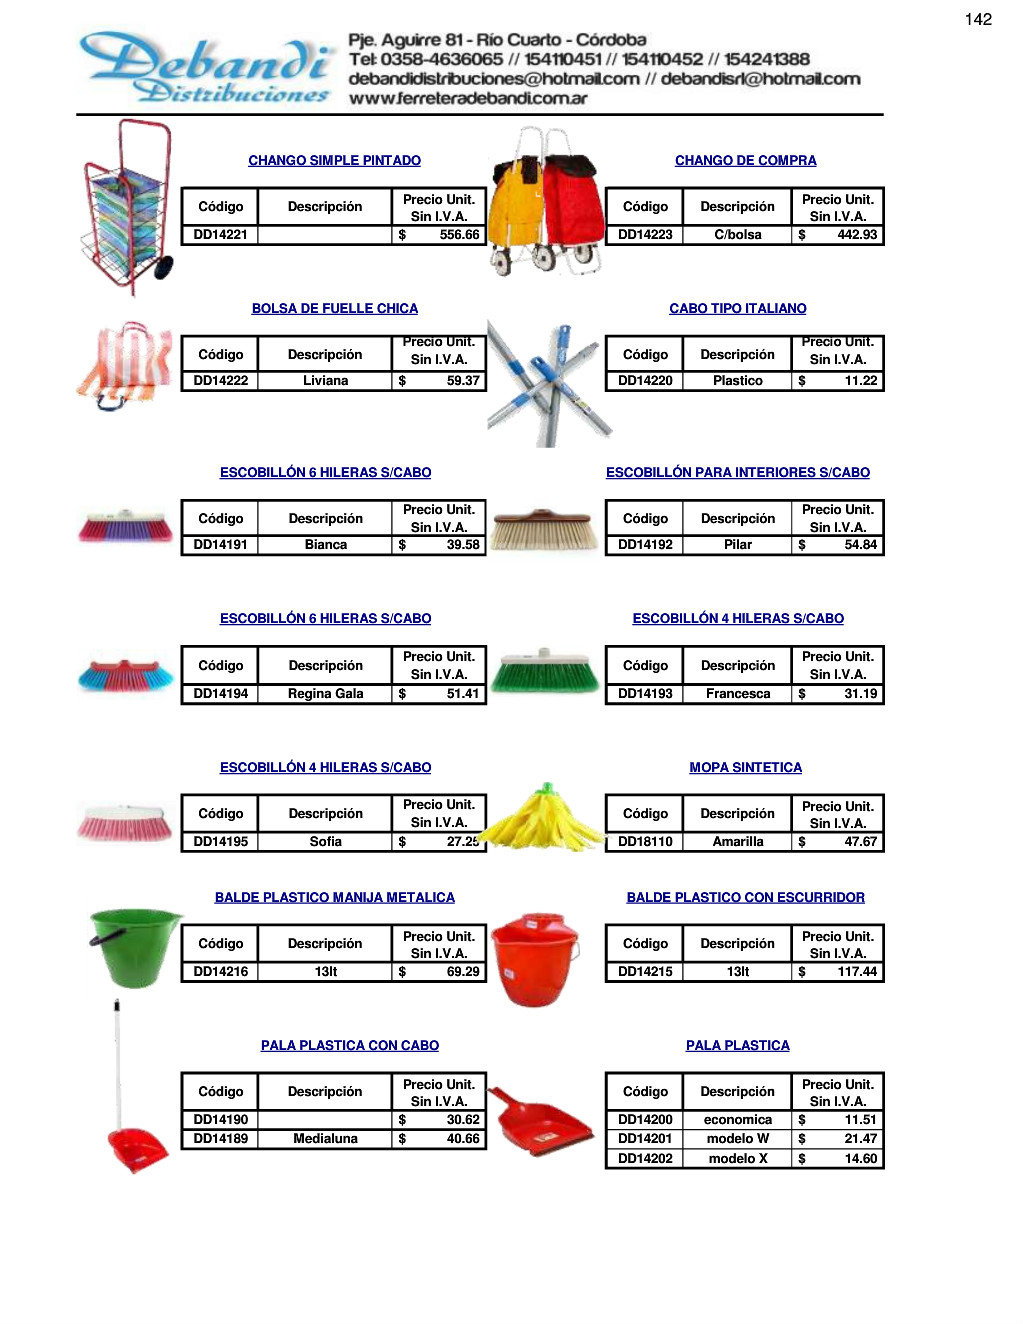 142
Debandi
Distribuciones
Pje. Aguirre 81 - Río Cuarto - Córdoba
Tel: 0358-4636065 // 154110451 // 154110452 // 154241388
debandidistribuciones@hotmail.com // debandisrl@hotmail.com
www.ferreteradebandi.com.ar
CHANGO SIMPLE PINTADO
Código Descripción Precio Unit. Sin I.V.A.
DD14221 $ 556.66
CHANGO DE COMPRA
Código Descripción Precio Unit. Sin I.V.A.
DD14223 C/bolsa $ 442.93
BOLSA DE FUELLE CHICA
Código Descripción Precio Unit. Sin I.V.A.
DD14222 Liviana $ 59.37
CABO TIPO ITALIANO
Código Descripción Precio Unit. Sin I.V.A.
DD14220 Plastico $ 11.22
ESCOBILLÓN 6 HILERAS S/CABO
Código Descripción Precio Unit. Sin I.V.A.
DD14191 Bianca $ 39.58
ESCOBILLÓN PARA INTERIORES S/CABO
Código Descripción Precio Unit. Sin I.V.A.
DD14192 Pilar $ 54.84
ESCOBILLÓN 6 HILERAS S/CABO
Código Descripción Precio Unit. Sin I.V.A.
DD14194 Regina Gala $ 51.41
ESCOBILLÓN 4 HILERAS S/CABO
Código Descripción Precio Unit. Sin I.V.A.
DD14193 Francesca $ 31.19
ESCOBILLÓN 4 HILERAS S/CABO
Código Descripción Precio Unit. Sin I.V.A.
DD14195 Sofia $ 27.25
MOPA SINTETICA
Código Descripción Precio Unit. Sin I.V.A.
DD18110 Amarilla $ 47.67
BALDE PLASTICO MANIJA METALICA
Código Descripción Precio Unit. Sin I.V.A.
DD14216 13lt $ 69.29
BALDE PLASTICO CON ESCURRIDOR
Código Descripción Precio Unit. Sin I.V.A.
DD14215 13lt $ 117.44
PALA PLASTICA CON CABO
Código Descripción Precio Unit. Sin I.V.A.
DD14190 $ 30.62
DD14189 Medialuna $ 40.66
PALA PLASTICA
Código Descripción Precio Unit. Sin I.V.A.
DD14200 economica $ 11.51
DD14201 modelo W $ 21.47
DD14202 modelo X $ 14.60